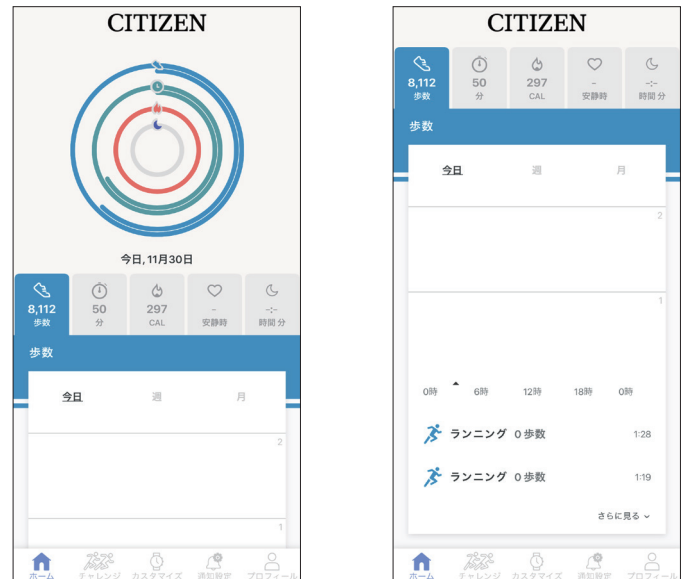 CITIZEN
今日, 11月30日
8,112 50 297 – -:-
歩数 分 CAL 安静時 時間 分
歩数
今日 週 月
2
1
ホーム チャレンジ カスタマイズ 通知設定 プロフィール
CITIZEN
8,112 50 297 – -:-
歩数 分 CAL 安静時 時間 分
歩数
今日 週 月
2
1
0時 6時 12時 18時 0時
ランニング 0 歩数 1:28
ランニング 0 歩数 1:19
さらに見る
ホーム チャレンジ カスタマイズ 通知設定 プロフィール